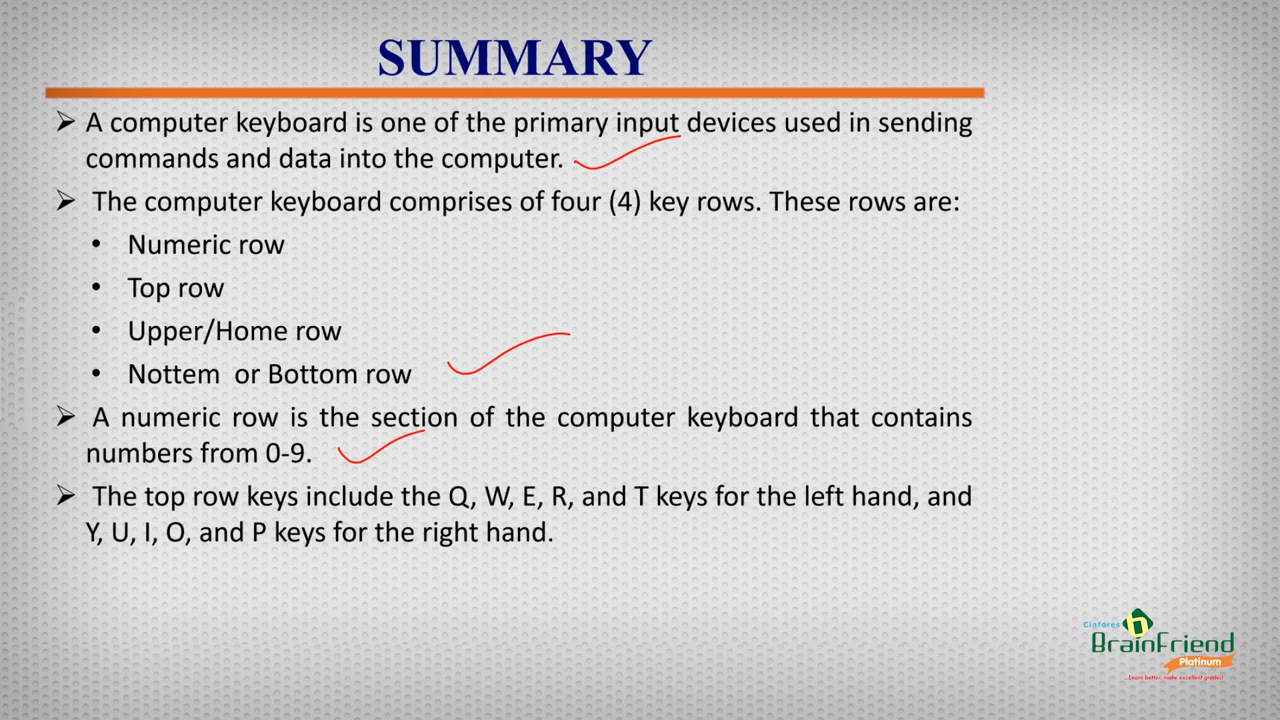 SUMMARY
➢ A computer keyboard is one of the primary input devices used in sending
commands and data into the computer.
➢ The computer keyboard comprises of four (4) key rows. These rows are:
• Numeric row
• Top row
• Upper/Home row
• Nottem or Bottom row
➢ A numeric row is the section of the computer keyboard that contains
numbers from 0-9.
➢ The top row keys include the Q, W, E, R, and T keys for the left hand, and
Y, U, I, O, and P keys for the right hand.
Cinfores
BrainFriend
Platinum
...Learn better, make excellent grades!